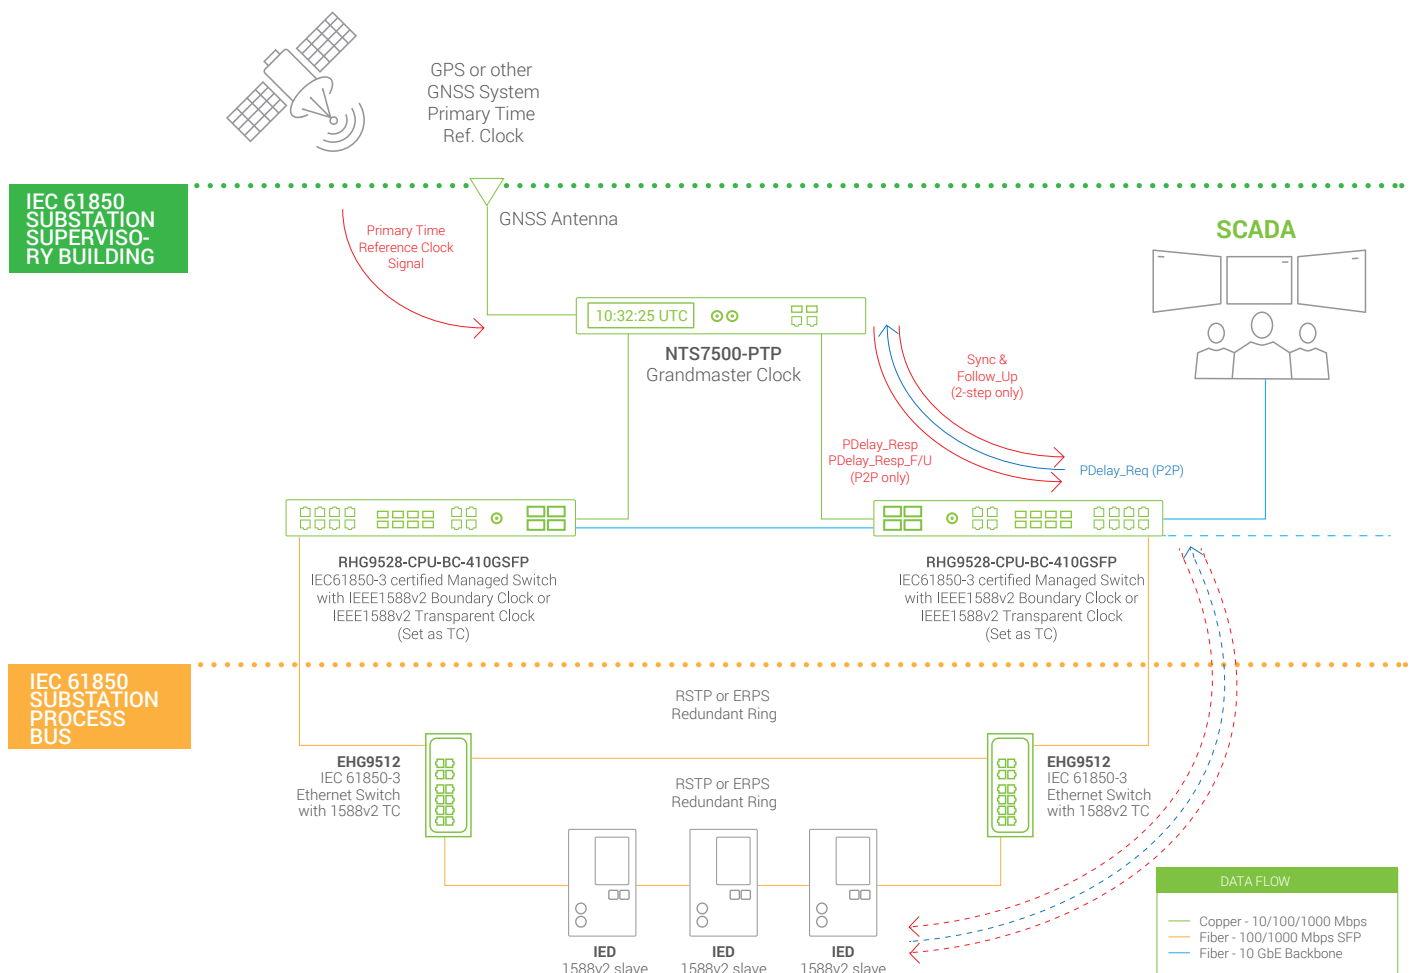 GPS or other
GNSS System
Primary Time
Ref. Clock
IEC 61850
SUBSTATION
SUPERVISO-
RY BUILDING
GNSS Antenna
Primary Time
Reference Clock
Signal
SCADA
10:32:25 UTC
NTS7500-PTP
Grandmaster Clock
Sync &
Follow_Up
(2-step only)
PDelay_Resp
PDelay_Resp_F/U
(P2P only)
PDelay_Req (P2P)
RHG9528-CPU-BC-410GSFP
IEC61850-3 certified Managed Switch
with IEEE1588v2 Boundary Clock or
IEEE1588v2 Transparent Clock
(Set as TC)
RHG9528-CPU-BC-410GSFP
IEC61850-3 certified Managed Switch
with IEEE1588v2 Boundary Clock or
IEEE1588v2 Transparent Clock
(Set as TC)
IEC 61850
SUBSTATION
PROCESS
BUS
RSTP or ERPS
Redundant Ring
EHG9512
IEC 61850-3
Ethernet Switch
with 1588v2 TC
RSTP or ERPS
Redundant Ring
EHG9512
IEC 61850-3
Ethernet Switch
with 1588v2 TC
IED
1588v2 slave
IED
1588v2 slave
IED
1588v2 slave
DATA FLOW
Copper - 10/100/1000 Mbps
Fiber - 100/1000 Mbps SFP
Fiber - 10 GbE Backbone